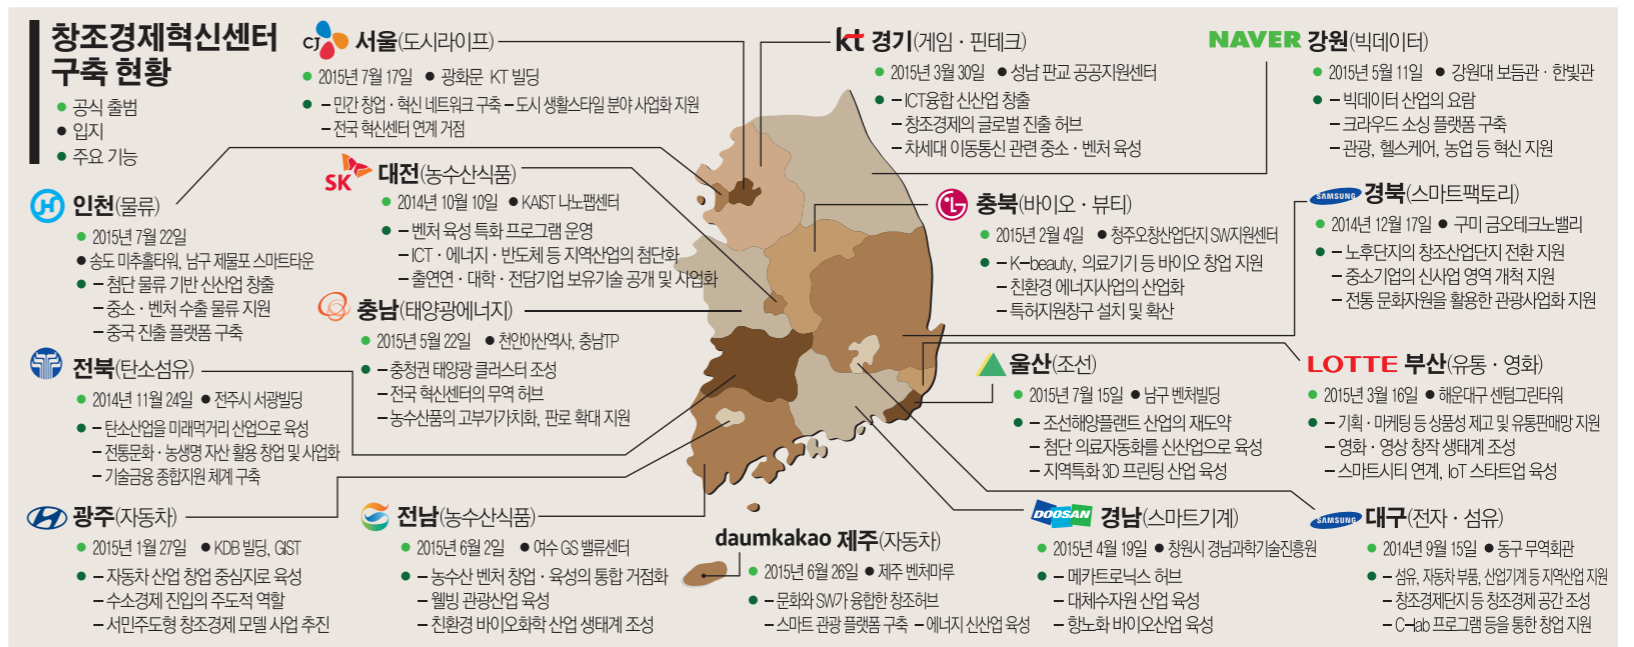 창조경제혁신센터
구축 현황
● 공식 출범
● 입지
● 주요 기능
CJ 서울(도시라이프)
● 2015년 7월 17일 ● 광화문 KT 빌딩
● – 민간 창업 · 혁신 네트워크 구축 – 도시 생활스타일 분야 사업화 지원
– 전국 혁신센터 연계 거점
kt 경기(게임 · 핀테크)
● 2015년 3월 30일 ● 성남 판교 공공지원센터
● – ICT융합 신산업 창출
– 창조경제의 글로벌 진출 허브
– 차세대 이동통신 관련 중소 · 벤처 육성
NAVER 강원(빅데이터)
● 2015년 5월 11일 ● 강원대 보듬관 · 한빛관
● – 빅데이터 산업의 요람
– 크라우드 소싱 플랫폼 구축
– 관광, 헬스케어, 농업 등 혁신 지원
인천(물류)
● 2015년 7월 22일
● 송도 미추홀타워, 남구 제물포 스마트타운
● – 첨단 물류 기반 신산업 창출
– 중소 · 벤처 수출 물류 지원
– 중국 진출 플랫폼 구축
SK 대전(농수산식품)
● 2014년 10월 10일 ● KAIST 나노팹센터
● – 벤처 육성 특화 프로그램 운영
– ICT · 에너지 · 반도체 등 지역산업의 첨단화
– 출연연 · 대학 · 전담기업 보유기술 공개 및 사업화
LG 충북(바이오 · 뷰티)
● 2015년 2월 4일 ● 청주오창산업단지 SW지원센터
● – K–beauty, 의료기기 등 바이오 창업 지원
– 친환경 에너지사업의 산업화
– 특허지원창구 설치 및 확산
SAMSUNG 경북(스마트팩토리)
● 2014년 12월 17일 ● 구미 금오테크노밸리
● – 노후단지의 창조산업단지 전환 지원
– 중소기업의 신사업 영역 개척 지원
– 전통 문화자원을 활용한 관광사업화 지원
충남(태양광에너지)
● 2015년 5월 22일 ● 천안아산역사, 충남TP
● – 충청권 태양광 클러스터 조성
– 전국 혁신센터의 무역 허브
– 농수산품의 고부가가치화, 판로 확대 지원
전북(탄소섬유)
● 2014년 11월 24일 ● 전주시 서광빌딩
● – 탄소산업을 미래먹거리 산업으로 육성
– 전통문화 · 농생명 자산 활용 창업 및 사업화
– 기술금융 종합지원 체계 구축
울산(조선)
● 2015년 7월 15일 ● 남구 벤처빌딩
● – 조선해양플랜트 산업의 재도약
– 첨단 의료자동화를 신산업으로 육성
– 지역특화 3D 프린팅 산업 육성
LOTTE 부산(유통 · 영화)
● 2015년 3월 16일 ● 해운대구 센텀그린타워
● – 기획 · 마케팅 등 상품성 제고 및 유통판매망 지원
– 영화 · 영상 창작 생태계 조성
– 스마트시티 연계, IoT 스타트업 육성
광주(자동차)
● 2015년 1월 27일 ● KDB 빌딩, GIST
● – 자동차 산업 창업 중심지로 육성
– 수소경제 진입의 주도적 역할
– 서민주도형 창조경제 모델 사업 추진
전남(농수산식품)
● 2015년 6월 2일 ● 여수 GS 밸류센터
● – 농수산 벤처 창업 · 육성의 통합 거점화
– 웰빙 관광산업 육성
– 친환경 바이오화학 산업 생태계 조성
daumkakao 제주(자동차)
● 2015년 6월 26일 ● 제주 벤처마루
● – 문화와 SW가 융합한 창조허브
– 스마트 관광 플랫폼 구축 – 에너지 신산업 육성
DOOSAN 경남(스마트기계)
● 2015년 4월 19일 ● 창원시 경남과학기술진흥원
● – 메카트로닉스 허브
– 대체수자원 산업 육성
– 항노화 바이오산업 육성
SAMSUNG 대구(전자 · 섬유)
● 2014년 9월 15일 ● 동구 무역회관
● – 섬유, 자동차 부품, 산업기계 등 지역산업 지원
– 창조경제단지 등 창조경제 공간 조성
– C–lab 프로그램 등을 통한 창업 지원